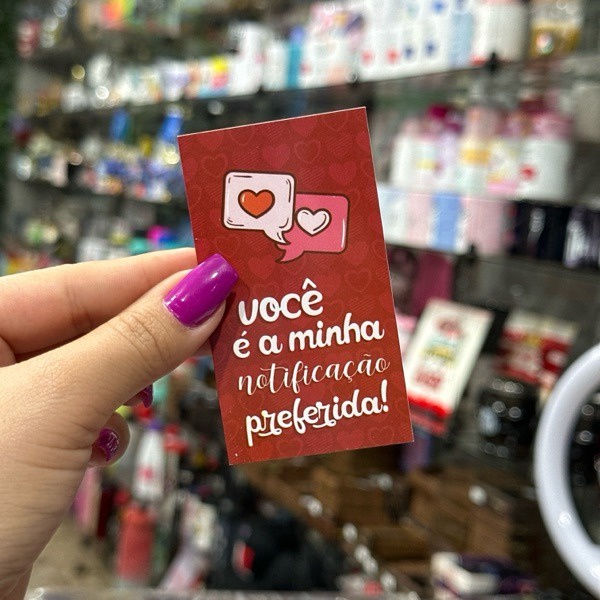 você
é a minha
notificação
preferida!